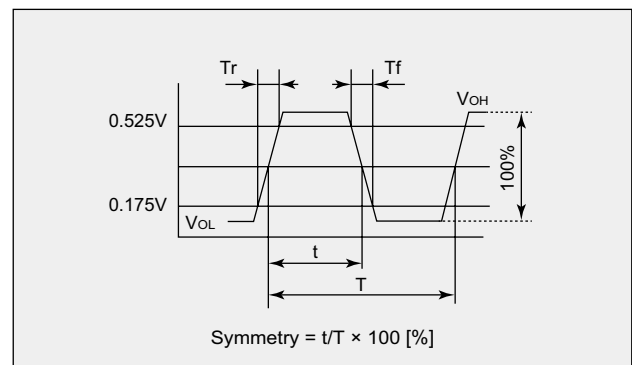 Tr
Tf
VOH
0.525V
100%
0.175V
VOL
t
T
Symmetry = t/T × 100 [%]